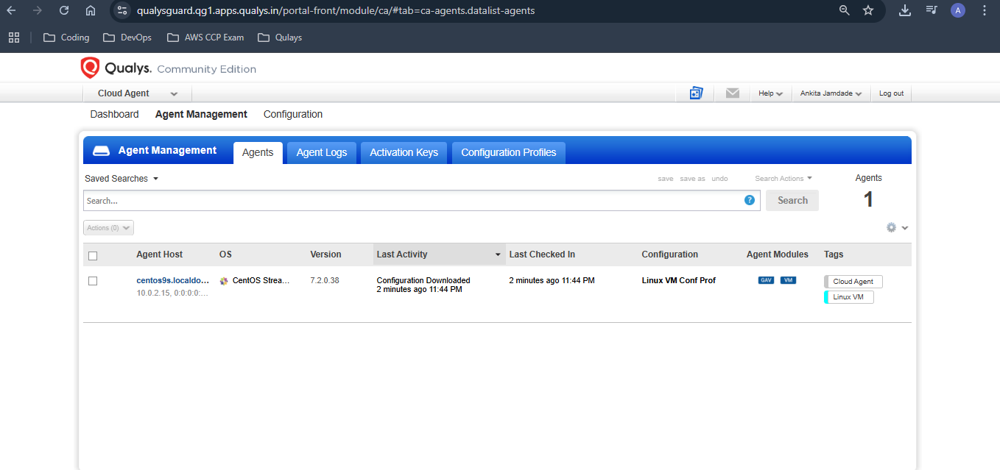 qualysguard.qg1.apps.qualys.in/portal-front/module/ca/#tab=ca-agents.datalist-agents
A
Coding DevOps AWS CCP Exam Qulays
Qualys. Community Edition
Cloud Agent Help Ankita Jamdade Log out
Dashboard Agent Management Configuration
Agent Management Agents Agent Logs Activation Keys Configuration Profiles
Saved Searches save save as undo Search Actions Agents
Search... ? Search 1
Actions (0)
Agent Host OS Version Last Activity Last Checked In Configuration Agent Modules Tags
centos9s.localdo... CentOS Strea... 7.2.0.38 Configuration Downloaded 2 minutes ago 11:44 PM Linux VM Conf Prof GAV VM Cloud Agent
10.0.2.15, 0:0:0:0:... 2 minutes ago 11:44 PM Linux VM